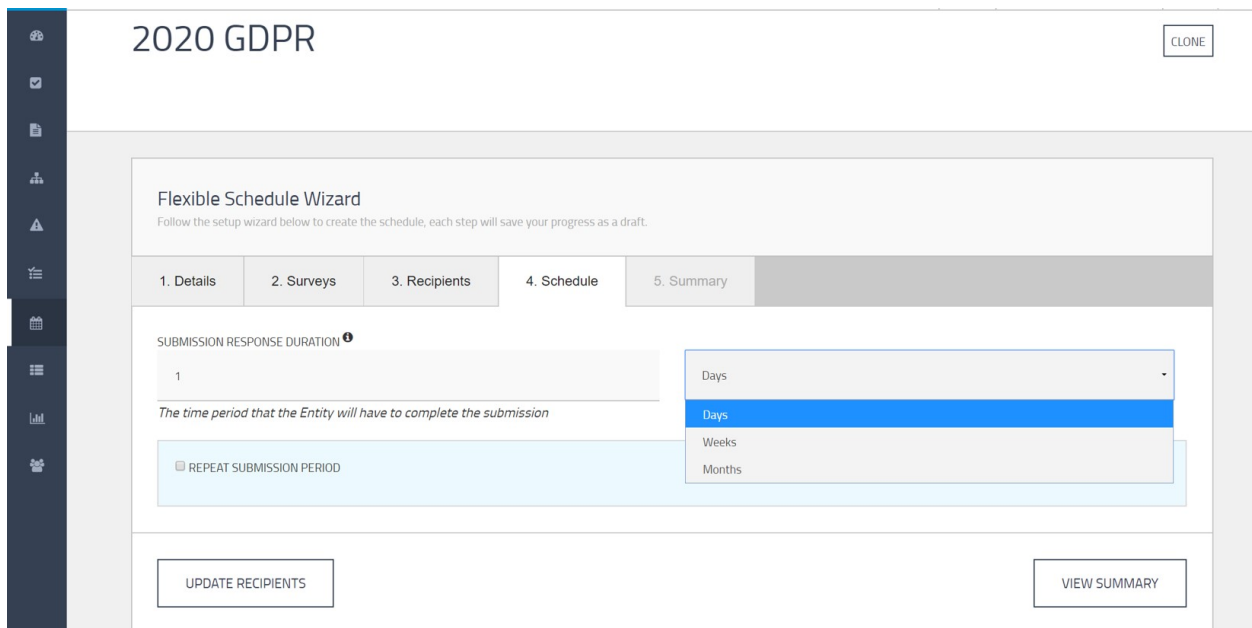 2020 GDPR
CLONE
Flexible Schedule Wizard
Follow the setup wizard below to create the schedule, each step will save your progress as a draft.
1. Details
2. Surveys
3. Recipients
4. Schedule
5. Summary
SUBMISSION RESPONSE DURATION
1
Days
The time period that the Entity will have to complete the submission
Days
Weeks
Months
REPEAT SUBMISSION PERIOD
UPDATE RECIPIENTS
VIEW SUMMARY